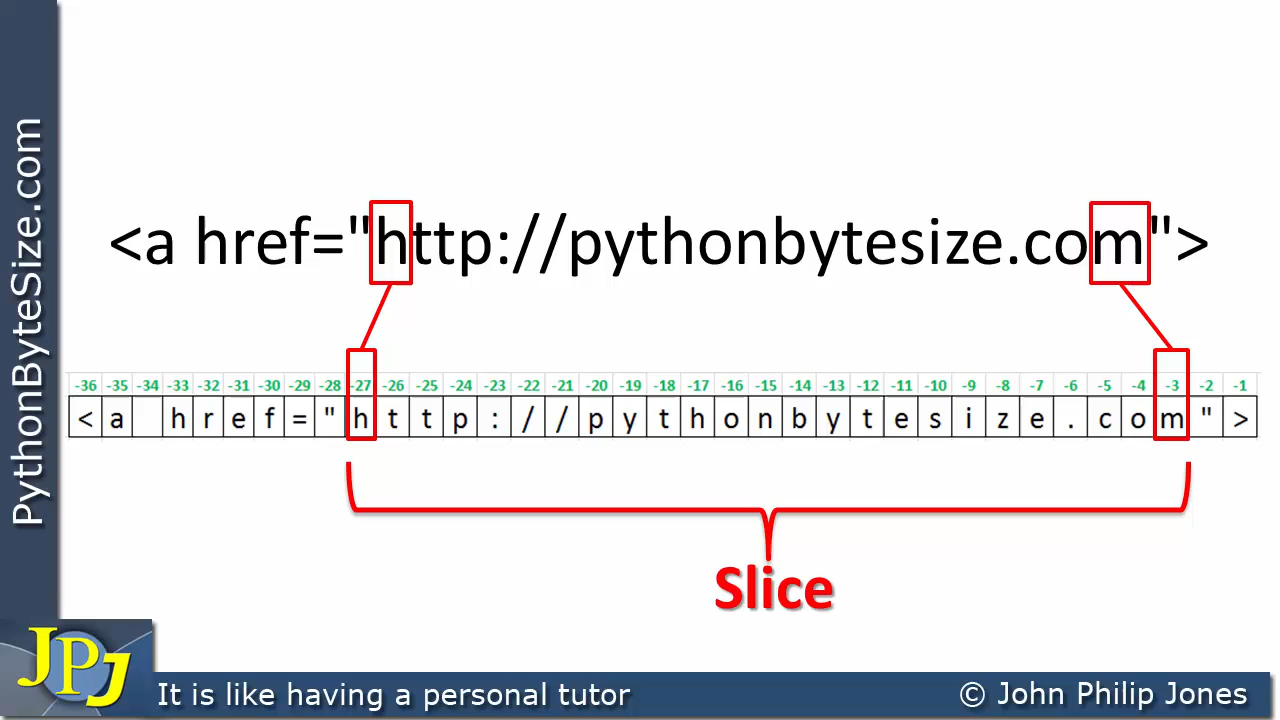 PythonByteSize.com
<a href="http://pythonbytesize.com">
-36 -35 -34 -33 -32 -31 -30 -29 -28 -27 -26 -25 -24 -23 -22 -21 -20 -19 -18 -17 -16 -15 -14 -13 -12 -11 -10 -9 -8 -7 -6 -5 -4 -3 -2 -1
< a h r e f = " h t t p : / / p y t h o n b y t e s i z e . c o m " >
Slice
JPJ
It is like having a personal tutor
© John Philip Jones